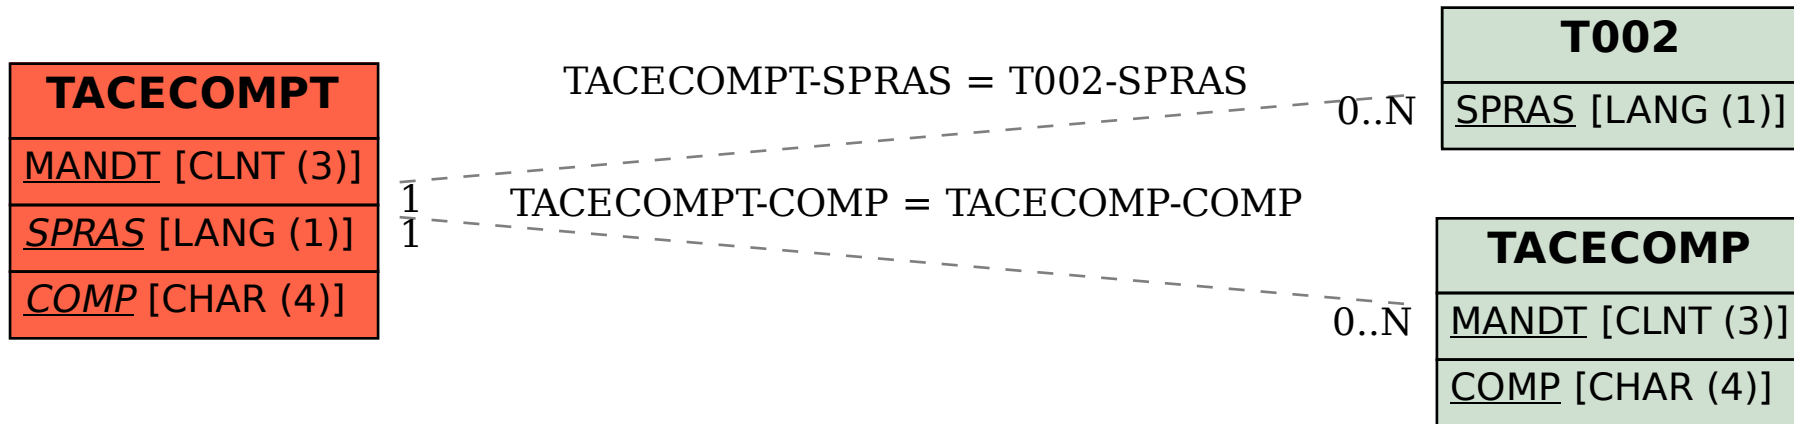 TACECOMPT
MANDT [CLNT (3)]
SPRAS [LANG (1)]
COMP [CHAR (4)]
TACECOMPT-SPRAS = T002-SPRAS
1
0..N
TACECOMPT-COMP = TACECOMP-COMP
1
0..N
T002
SPRAS [LANG (1)]
TACECOMP
MANDT [CLNT (3)]
COMP [CHAR (4)]